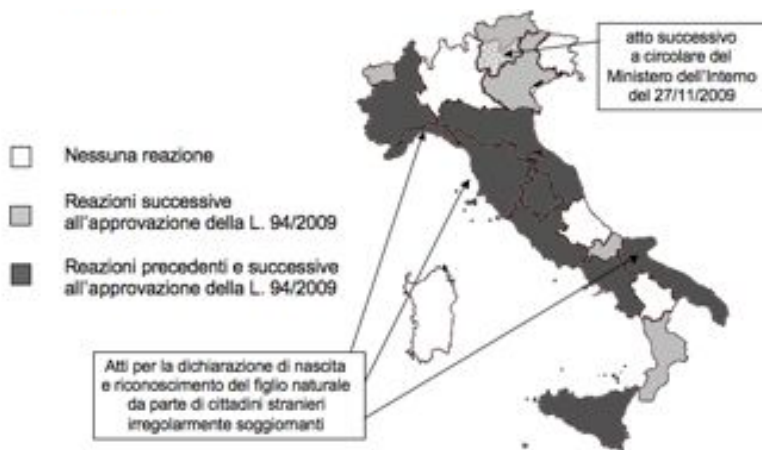 atto successivo
a circolare del
Ministero dell'Interno
del 27/11/2009
Nessuna reazione
Reazioni successive
all'approvazione della L. 94/2009
Reazioni precedenti e successive
all'approvazione della L. 94/2009
Atti per la dichiarazione di nascita
e riconoscimento del figlio naturale
da parte di cittadini stranieri
irregolarmente soggiornanti